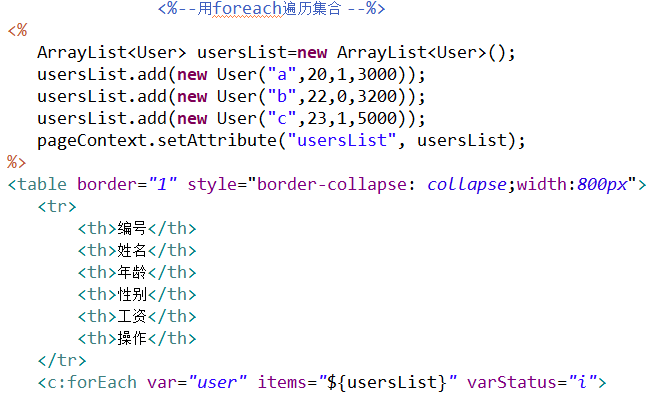 <%--用foreach遍历集合 --%>
<%
ArrayList<User> usersList=new ArrayList<User>();
usersList.add(new User("a",20,1,3000));
usersList.add(new User("b",22,0,3200));
usersList.add(new User("c",23,1,5000));
pageContext.setAttribute("usersList", usersList);
%>
<table border="1" style="border-collapse: collapse;width:800px">
<tr>
<th>编号</th>
<th>姓名</th>
<th>年龄</th>
<th>性别</th>
<th>工资</th>
<th>操作</th>
</tr>
<c:forEach var="user" items="${usersList}" varStatus="i">